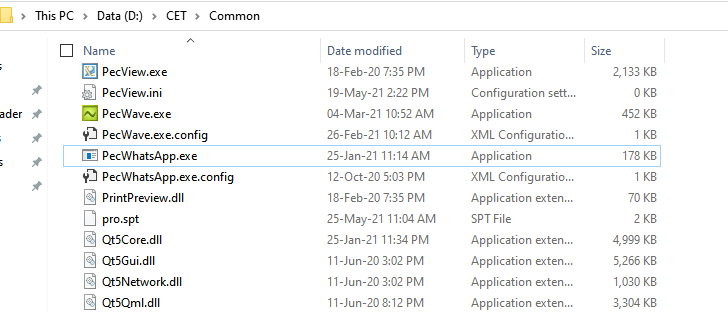 This PC > Data (D:) > CET > Common
Name Date modified Type Size
PecView.exe 18-Feb-20 7:35 PM Application 2,133 KB
PecView.ini 19-May-21 2:22 PM Configuration sett... 0 KB
ader PecWave.exe 04-Mar-21 10:52 AM Application 452 KB
PecWave.exe.config 26-Feb-21 10:12 AM XML Configuratio... 1 KB
PecWhatsApp.exe 25-Jan-21 11:14 AM Application 178 KB
PecWhatsApp.exe.config 12-Oct-20 5:03 PM XML Configuratio... 1 KB
PrintPreview.dll 18-Feb-20 7:35 PM Application exten... 70 KB
pro.spt 25-May-21 11:04 AM SPT File 2 KB
Qt5Core.dll 25-Jan-21 11:34 PM Application exten... 4,999 KB
Qt5Gui.dll 11-Jun-20 3:02 PM Application exten... 5,266 KB
Qt5Network.dll 11-Jun-20 3:02 PM Application exten... 1,030 KB
Qt5Qml.dll 11-Jun-20 8:12 PM Application exten... 3,304 KB